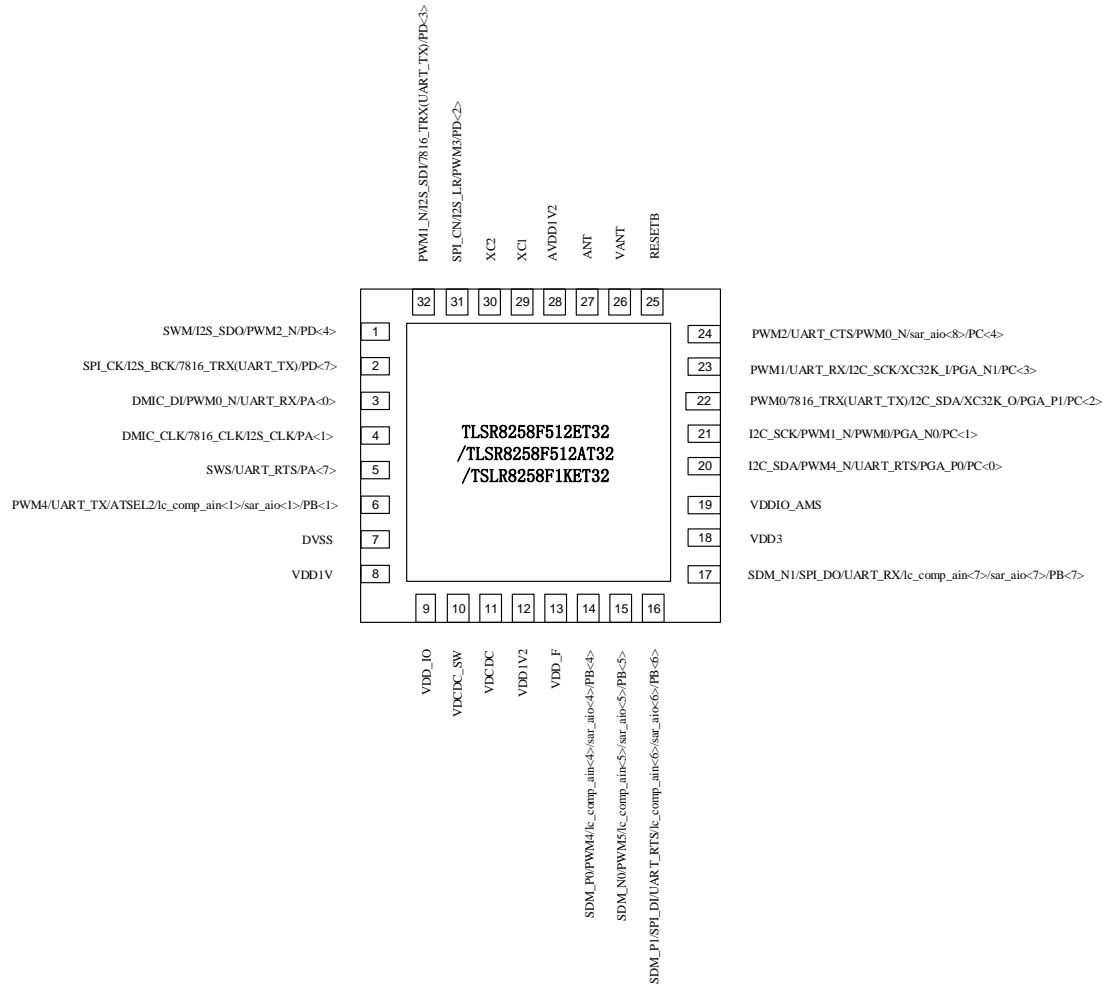 PWM1_N/I2S_SDI/7816_TRX(UART_TX)/PD<3>
SPI_CN/I2S_LR/PWM3/PD<2>
XC2
XC1
AVDD1V2
ANT
VANT
RESETB
32
31
30
29
28
27
26
25
SWM/I2S_SDO/PWM2_N/PD<4>
1
SPI_CK/I2S_BCK/7816_TRX(UART_TX)/PD<7>
2
DMIC_DI/PWM0_N/UART_RX/PA<0>
3
DMIC_CLK/7816_CLK/I2S_CLK/PA<1>
4
SWS/UART_RTS/PA<7>
5
PWM4/UART_TX/ATSEL2/lc_comp_ain<1>/sar_aio<1>/PB<1>
6
DVSS
7
VDD1V
8
TLSR8258F512ET32
/TLSR8258F512AT32
/TSLR8258F1KET32
24
PWM2/UART_CTS/PWM0_N/sar_aio<8>/PC<4>
23
PWM1/UART_RX/I2C_SCK/XC32K_I/PGA_N1/PC<3>
22
PWM0/7816_TRX(UART_TX)/I2C_SDA/XC32K_O/PGA_P1/PC<2>
21
I2C_SCK/PWM1_N/PWM0/PGA_N0/PC<1>
20
I2C_SDA/PWM4_N/UART_RTS/PGA_P0/PC<0>
19
VDDIO_AMS
18
VDD3
17
SDM_N1/SPI_DO/UART_RX/lc_comp_ain<7>/sar_aio<7>/PB<7>
9
10
11
12
13
14
15
16
VDD_IO
VDCDC_SW
VDCDC
VDD1V2
VDD_F
SDM_P0/PWM4/lc_comp_ain<4>/sar_aio<4>/PB<4>
SDM_N0/PWM5/lc_comp_ain<5>/sar_aio<5>/PB<5>
SDM_P1/SPI_DI/UART_RTS/lc_comp_ain<6>/sar_aio<6>/PB<6>